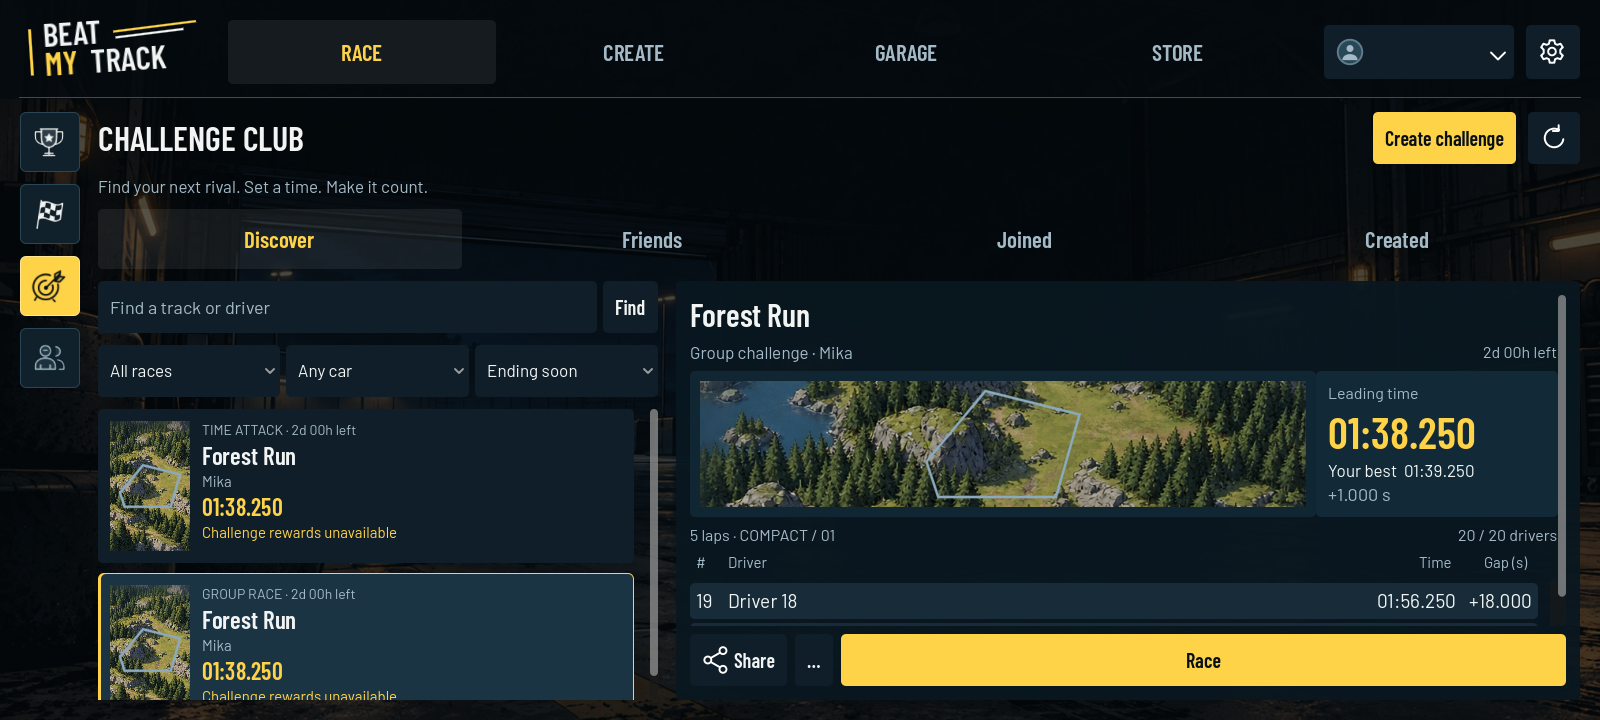 BEAT
MY TRACK
RACE
CREATE
GARAGE
STORE
CHALLENGE CLUB
Create challenge
Find your next rival. Set a time. Make it count.
Discover
Friends
Joined
Created
Find a track or driver
Find
All races
Any car
Ending soon
TIME ATTACK · 2d 00h left
Forest Run
Mika
01:38.250
Challenge rewards unavailable
GROUP RACE · 2d 00h left
Forest Run
Mika
01:38.250
Challenge rewards unavailable
Forest Run
Group challenge · Mika
2d 00h left
Leading time
01:38.250
Your best 01:39.250
+1.000 s
5 laps · COMPACT / 01
20 / 20 drivers
# Driver Time Gap (s)
19 Driver 18 01:56.250 +18.000
Share
...
Race